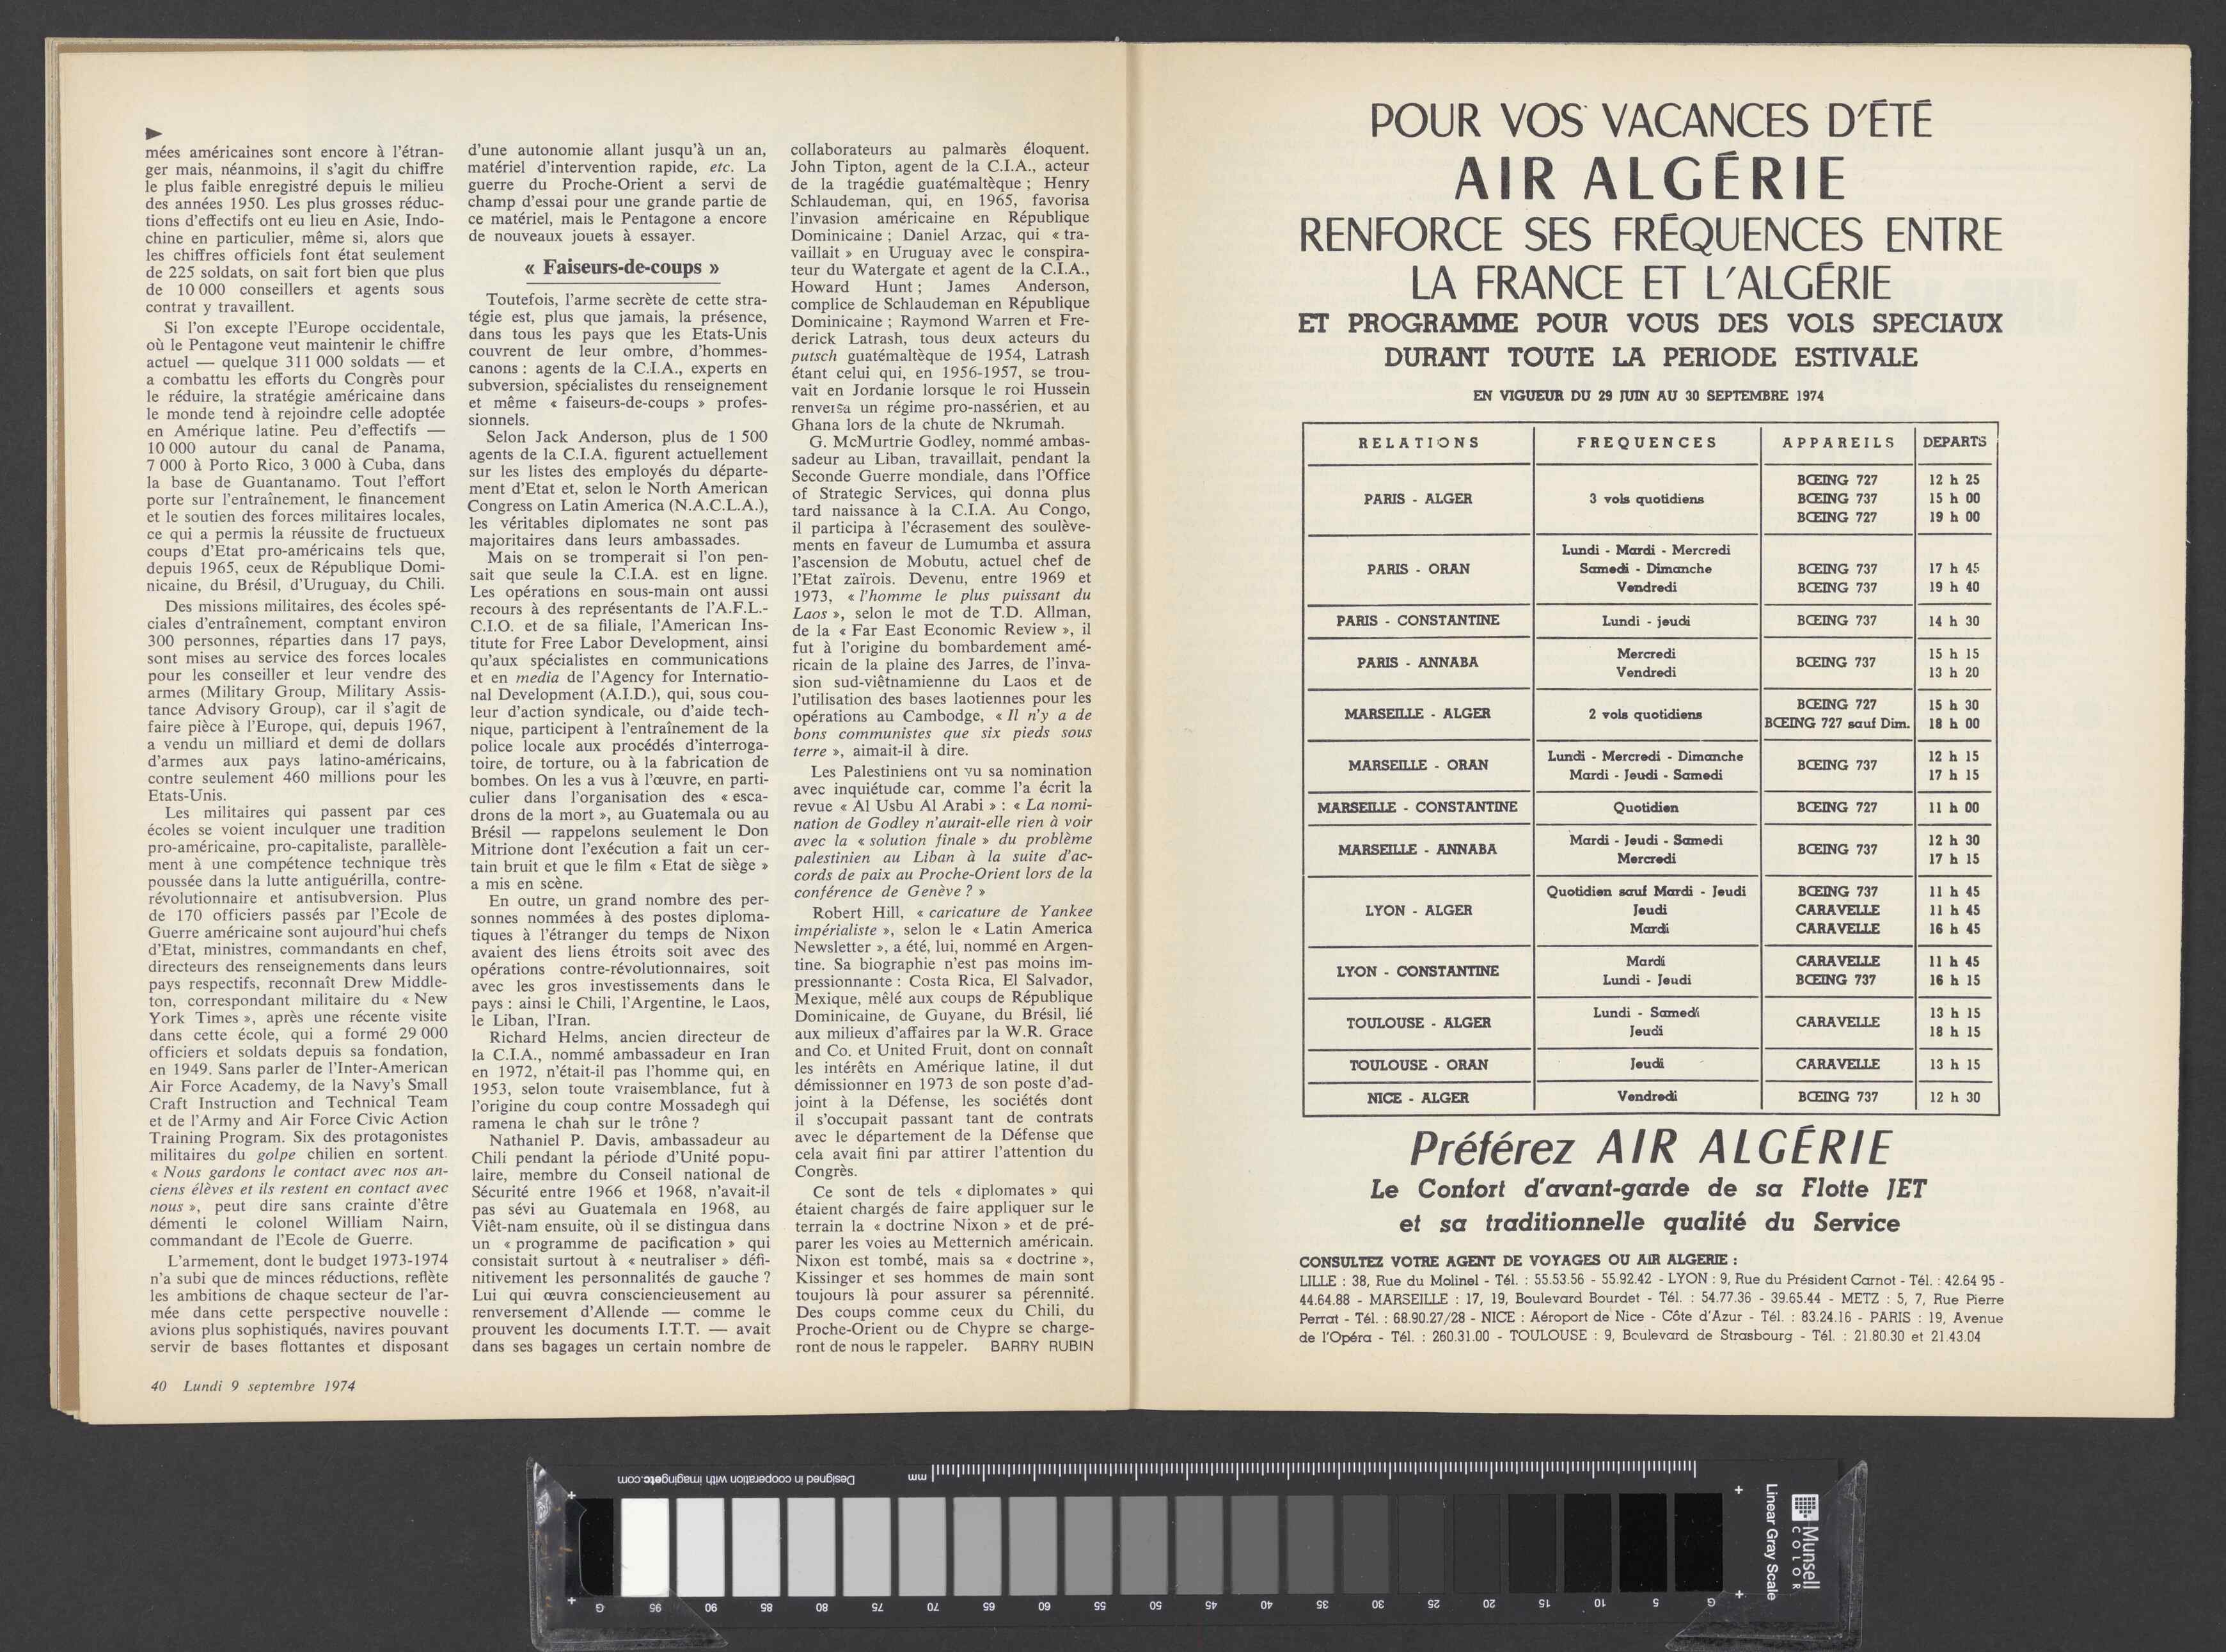 mées américaines sont encore à l'étran-
ger mais, néanmoins, il s'agit du chiffre
le plus faible enregistré depuis le milieu
des années 1950. Les plus grosses réduc-
tions d'effectifs ont eu lieu en Asie, Indo-
chine en particulier, même si, alors que
les chiffres officiels font état seulement
de 225 soldats, on sait fort bien que plus
de 10 000 conseillers et agents sous
contrat y travaillent.
Si l'on excepte l'Europe occidentale,
où le Pentagone veut maintenir le chiffre
actuel — quelque 311 000 soldats — et
a combattu les efforts du Congrès pour
le réduire, la stratégie américaine dans
le monde tend à rejoindre celle adoptée
en Amérique latine. Peu d'effectifs —
10 000 autour du canal de Panama,
7 000 à Porto Rico, 3 000 à Cuba, dans
la base de Guantanamo. Tout l'effort
porte sur l'entraînement, le financement
et le soutien des forces militaires locales,
ce qui a permis la réussite de fructueux
coups d'Etat pro-américains tels que,
depuis 1965, ceux de République Domi-
nicaine, du Brésil, d'Uruguay, du Chili.
Des missions militaires, des écoles spé-
ciales d'entraînement, comptant environ
300 personnes, réparties dans 17 pays,
sont mises au service des forces locales
pour les conseiller et leur vendre des
armes (Military Group, Military Assis-
tance Advisory Group), car il s'agit de
faire pièce à l'Europe, qui, depuis 1967,
a vendu un milliard et demi de dollars
d'armes aux pays latino-américains,
contre seulement 460 millions pour les
Etats-Unis.
Les militaires qui passent par ces
écoles se voient inculquer une tradition
pro-américaine, pro-capitaliste, parallèle-
ment à une compétence technique très
poussée dans la lutte antiguérilla, contre-
révolutionnaire et antisubversion. Plus
de 170 officiers passés par l'Ecole de
Guerre américaine sont aujourd'hui chefs
d'Etat, ministres, commandants en chef,
directeurs des renseignements dans leurs
pays respectifs, reconnaît Drew Middle-
ton, correspondant militaire du « New
York Times », après une récente visite
dans cette école, qui a formé 29 000
officiers et soldats depuis sa fondation,
en 1949. Sans parler de l'Inter-American
Air Force Academy, de la Navy's Small
Craft Instruction and Technical Team
et de l'Army and Air Force Civic Action
Training Program. Six des protagonistes
militaires du golpe chilien en sortent.
« Nous gardons le contact avec nos an-
ciens élèves et ils restent en contact avec
nous », peut dire sans crainte d'être
démenti le colonel William Nairn,
commandant de l'Ecole de Guerre.
L'armement, dont le budget 1973-1974
n'a subi que de minces réductions, reflète
les ambitions de chaque secteur de l'ar-
mée dans cette perspective nouvelle :
avions plus sophistiqués, navires pouvant
servir de bases flottantes et disposant
d'une autonomie allant jusqu'à un an,
matériel d'intervention rapide, etc. La
guerre du Proche-Orient a servi de
champ d'essai pour une grande partie de
ce matériel, mais le Pentagone a encore
de nouveaux jouets à essayer.
« Faiseurs-de-coups »
Toutefois, l'arme secrète de cette stra-
tégie est, plus que jamais, la présence,
dans tous les pays que les Etats-Unis
couvrent de leur ombre, d'hommes-
canons : agents de la C.I.A., experts en
subversion, spécialistes du renseignement
et même « faiseurs-de-coups » profes-
sionnels.
Selon Jack Anderson, plus de 1 500
agents de la C.I.A. figurent actuellement
sur les listes des employés du départe-
ment d'Etat et, selon le North American
Congress on Latin America (N.A.C.L.A.),
les véritables diplomates ne sont pas
majoritaires dans leurs ambassades.
Mais on se tromperait si l'on pen-
sait que seule la C.I.A. est en ligne.
Les opérations en sous-main ont aussi
recours à des représentants de l'A.F.L.-
C.I.O. et de sa filiale, l'American Ins-
titute for Free Labor Development, ainsi
qu'aux spécialistes en communications
et en media de l'Agency for Internatio-
nal Development (A.I.D.), qui, sous cou-
leur d'action syndicale, ou d'aide tech-
nique, participent à l'entraînement de la
police locale aux procédés d'interroga-
toire, de torture, ou à la fabrication de
bombes. On les a vus à l'œuvre, en parti-
culier dans l'organisation des « esca-
drons de la mort », au Guatemala ou au
Brésil — rappelons seulement le Don
Mitrione dont l'exécution a fait un cer-
tain bruit et que le film « Etat de siège »
a mis en scène.
En outre, un grand nombre des per-
sonnes nommées à des postes diploma-
tiques à l'étranger du temps de Nixon
avaient des liens étroits soit avec des
opérations contre-révolutionnaires, soit
avec les gros investissements dans le
pays : ainsi le Chili, l'Argentine, le Laos,
le Liban, l'Iran.
Richard Helms, ancien directeur de
la C.I.A., nommé ambassadeur en Iran
en 1972, n'était-il pas l'homme qui, en
1953, selon toute vraisemblance, fut à
l'origine du coup contre Mossadegh qui
ramena le chah sur le trône ?
Nathaniel P. Davis, ambassadeur au
Chili pendant la période d'Unité popu-
laire, membre du Conseil national de
Sécurité entre 1966 et 1968, n'avait-il
pas sévi au Guatemala en 1968, au
Viêt-nam ensuite, où il se distingua dans
un « programme de pacification » qui
consistait surtout à « neutraliser » défi-
nitivement les personnalités de gauche ?
Lui qui œuvra consciencieusement au
renversement d'Allende — comme le
prouvent les documents I.T.T. — avait
dans ses bagages un certain nombre de
collaborateurs au palmarès éloquent.
John Tipton, agent de la C.I.A., acteur
de la tragédie guatémaltèque ; Henry
Schlaudeman, qui, en 1965, favorisa
l'invasion américaine en République
Dominicaine ; Daniel Arzac, qui « tra-
vaillait » en Uruguay avec le conspira-
teur du Watergate et agent de la C.I.A.,
Howard Hunt ; James Anderson,
complice de Schlaudeman en République
Dominicaine ; Raymond Warren et Fre-
derick Latrash, tous deux acteurs du
putsch guatémaltèque de 1954, Latrash
étant celui qui, en 1956-1957, se trou-
vait en Jordanie lorsque le roi Hussein
renversa un régime pro-nassérien, et au
Ghana lors de la chute de Nkrumah.
G. McMurtrie Godley, nommé ambas-
sadeur au Liban, travaillait, pendant la
Seconde Guerre mondiale, dans l'Office
of Strategic Services, qui donna plus
tard naissance à la C.I.A. Au Congo,
il participa à l'écrasement des soulève-
ments en faveur de Lumumba et assura
l'ascension de Mobutu, actuel chef de
l'Etat zaïrois. Devenu, entre 1969 et
1973, « l'homme le plus puissant du
Laos », selon le mot de T.D. Allman,
de la « Far East Economic Review », il
fut à l'origine du bombardement amé-
ricain de la plaine des Jarres, de l'inva-
sion sud-viêtnamienne du Laos et de
l'utilisation des bases laotiennes pour les
opérations au Cambodge, « Il n'y a de
bons communistes que six pieds sous
terre », aimait-il à dire.
Les Palestiniens ont vu sa nomination
avec inquiétude car, comme l'a écrit la
revue « Al Usbu Al Arabi » : « La nomi-
nation de Godley n'aurait-elle rien à voir
avec la « solution finale » du problème
palestinien au Liban à la suite d'ac-
cords de paix au Proche-Orient lors de la
conférence de Genève ? »
Robert Hill, « caricature de Yankee
impérialiste », selon le « Latin America
Newsletter », a été, lui, nommé en Argen-
tine. Sa biographie n'est pas moins im-
pressionnante : Costa Rica, El Salvador,
Mexique, mêlé aux coups de République
Dominicaine, de Guyane, du Brésil, lié
aux milieux d'affaires par la W.R. Grace
and Co. et United Fruit, dont on connaît
les intérêts en Amérique latine, il dut
démissionner en 1973 de son poste d'ad-
joint à la Défense, les sociétés dont
il s'occupait passant tant de contrats
avec le département de la Défense que
cela avait fini par attirer l'attention du
Congrès.
Ce sont de tels « diplomates » qui
étaient chargés de faire appliquer sur le
terrain la « doctrine Nixon » et de pré-
parer les voies au Metternich américain.
Nixon est tombé, mais sa « doctrine »,
Kissinger et ses hommes de main sont
toujours là pour assurer sa pérennité.
Des coups comme ceux du Chili, du
Proche-Orient ou de Chypre se charge-
ront de nous le rappeler. BARRY RUBIN
40 Lundi 9 septembre 1974
POUR VOS VACANCES D'ÉTÉ
AIR ALGÉRIE
RENFORCE SES FRÉQUENCES ENTRE
LA FRANCE ET L'ALGÉRIE
ET PROGRAMME POUR VOUS DES VOLS SPECIAUX
DURANT TOUTE LA PERIODE ESTIVALE
EN VIGUEUR DU 29 JUIN AU 30 SEPTEMBRE 1974
RELATIONS FREQUENCES APPAREILS DEPARTS
BŒING 727 12 h 25
PARIS - ALGER 3 vols quotidiens BŒING 737 15 h 00
BŒING 727 19 h 00
Lundi - Mardi - Mercredi
PARIS - ORAN Samedi - Dimanche BŒING 737 17 h 45
Vendredi BŒING 737 19 h 40
PARIS - CONSTANTINE Lundi - jeudi BŒING 737 14 h 30
Mercredi 15 h 15
PARIS - ANNABA BŒING 737
Vendredi 13 h 20
BŒING 727 15 h 30
MARSEILLE - ALGER 2 vols quotidiens
BŒING 727 sauf Dim. 18 h 00
Lundi - Mercredi - Dimanche 12 h 15
MARSEILLE - ORAN BŒING 737
Mardi - Jeudi - Samedi 17 h 15
MARSEILLE - CONSTANTINE Quotidien BŒING 727 11 h 00
Mardi - Jeudi - Samedi 12 h 30
MARSEILLE - ANNABA BŒING 737
Mercredi 17 h 15
Quotidien sauf Mardi - Jeudi BŒING 737 11 h 45
LYON - ALGER Jeudi CARAVELLE 11 h 45
Mardi CARAVELLE 16 h 45
Mardi CARAVELLE 11 h 45
LYON - CONSTANTINE
Lundi - Jeudi BŒING 737 16 h 15
Lundi - Samedi 13 h 15
TOULOUSE - ALGER CARAVELLE
Jeudi 18 h 15
TOULOUSE - ORAN Jeudi CARAVELLE 13 h 15
NICE - ALGER Vendredi BŒING 737 12 h 30
Préférez AIR ALGÉRIE
Le Confort d'avant-garde de sa Flotte JET
et sa traditionnelle qualité du Service
CONSULTEZ VOTRE AGENT DE VOYAGES OU AIR ALGERIE :
LILLE : 38, Rue du Molinel - Tél. : 55.53.56 - 55.92.42 - LYON : 9, Rue du Président Carnot - Tél. : 42.64 95 -
44.64.88 - MARSEILLE : 17, 19, Boulevard Bourdet - Tél. : 54.77.36 - 39.65.44 - METZ : 5, 7, Rue Pierre
Perrat - Tél. : 68.90.27/28 - NICE : Aéroport de Nice - Côte d'Azur - Tél. : 83.24.16 - PARIS : 19, Avenue
de l'Opéra - Tél. : 260.31.00 - TOULOUSE : 9, Boulevard de Strasbourg - Tél. : 21.80.30 et 21.43.04
Designed in cooperation with imagingetc.com
mm
G 95 90 85 80 75 70 65 60 55 50 45 40 35 30 25 20 15 10 5 G
Linear Gray Scale
Munsell
COLOR